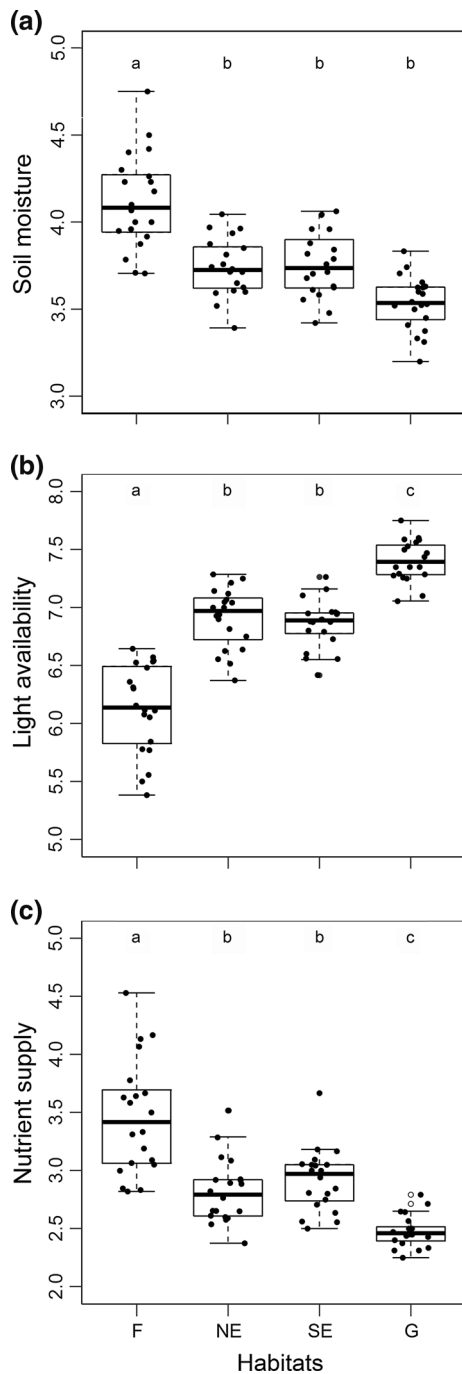 (a)
a b b b
Soil moisture
5.0
4.5
4.0
3.5
3.0
(b)
a b b c
Light availability
8.0
7.5
7.0
6.5
6.0
5.5
5.0
(c)
a b b c
Nutrient supply
5.0
4.5
4.0
3.5
3.0
2.5
2.0
F NE SE G
Habitats